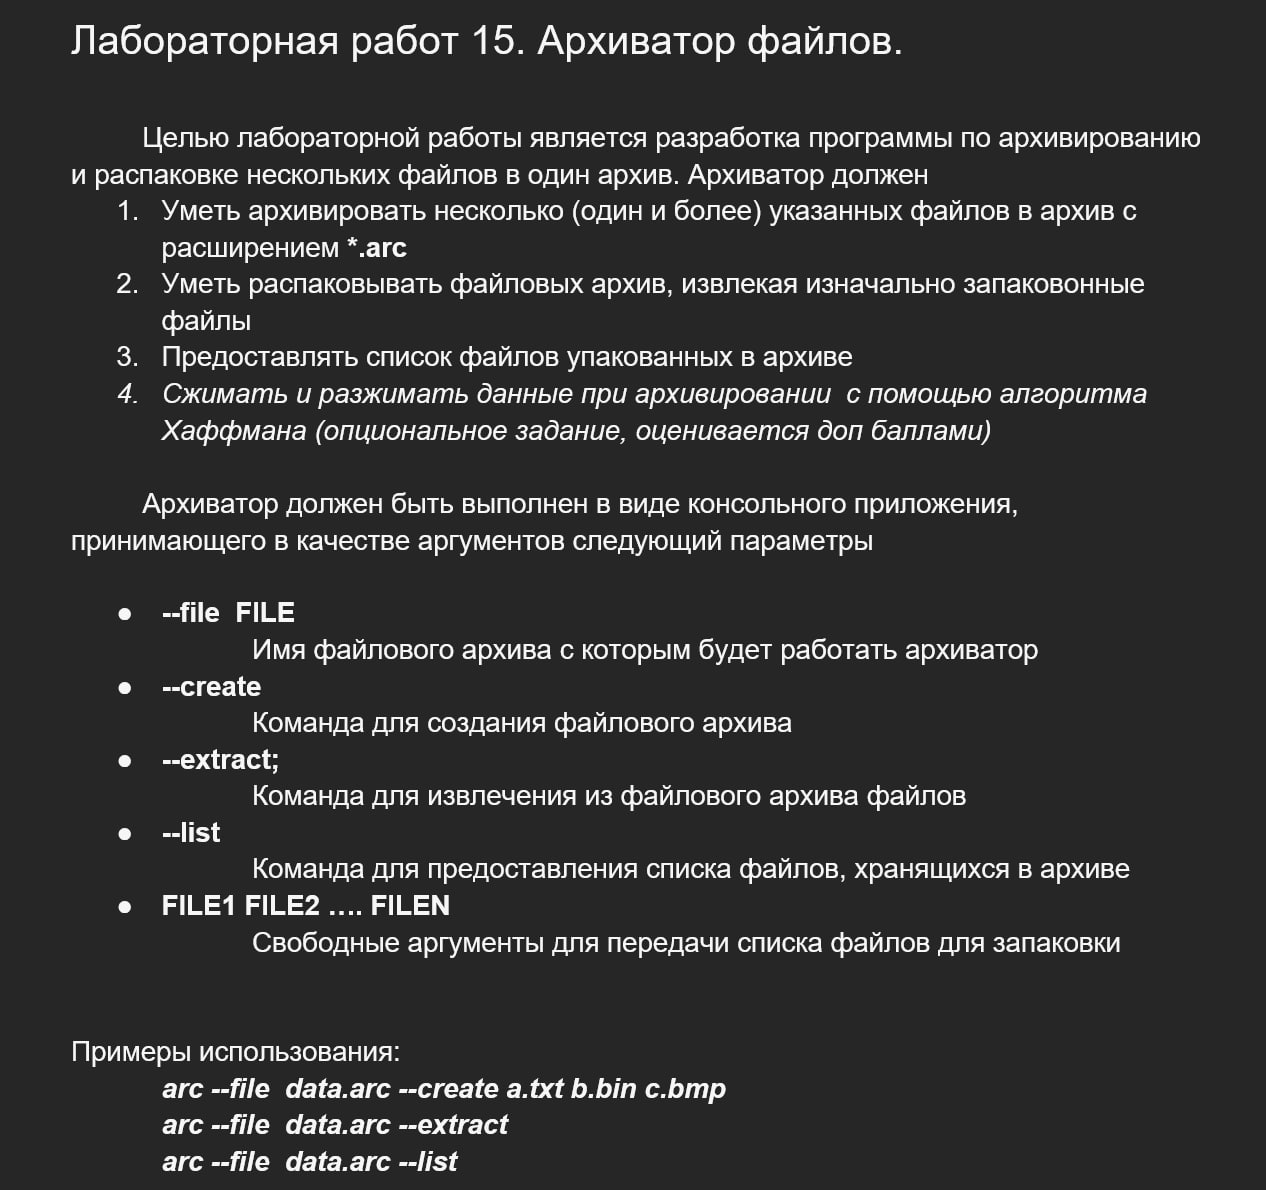 Лабораторная работ 15. Архиватор файлов.
Целью лабораторной работы является разработка программы по архивированию
и распаковке нескольких файлов в один архив. Архиватор должен
1. Уметь архивировать несколько (один и более) указанных файлов в архив с
расширением *.arc
2. Уметь распаковывать файловых архив, извлекая изначально запаковонные
файлы
3. Предоставлять список файлов упакованных в архиве
4. Сжимать и разжимать данные при архивировании с помощью алгоритма
Хаффмана (опциональное задание, оценивается доп баллами)
Архиватор должен быть выполнен в виде консольного приложения,
принимающего в качестве аргументов следующий параметры
● --file FILE
Имя файлового архива с которым будет работать архиватор
● --create
Команда для создания файлового архива
● --extract;
Команда для извлечения из файлового архива файлов
● --list
Команда для предоставления списка файлов, хранящихся в архиве
● FILE1 FILE2 …. FILEN
Свободные аргументы для передачи списка файлов для запаковки
Примеры использования:
arc --file data.arc --create a.txt b.bin c.bmp
arc --file data.arc --extract
arc --file data.arc --list